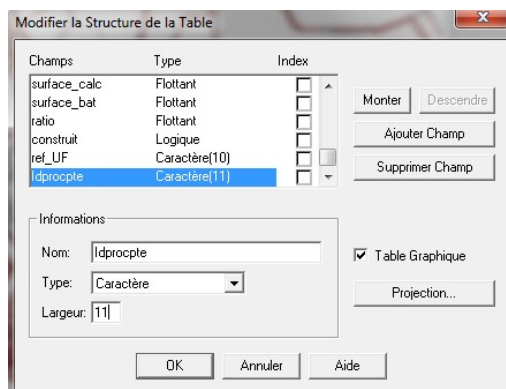 Modifier la Structure de la Table
Champs Type Index
surface_calc Flottant
surface_bat Flottant
ratio Flottant
construit Logique
ref_UF Caractère(10)
Idprocpte Caractère(11)
Monter Descendre
Ajouter Champ
Supprimer Champ
Informations
Nom: Idprocpte
Type: Caractère
Largeur: 11
Table Graphique
Projection...
OK Annuler Aide